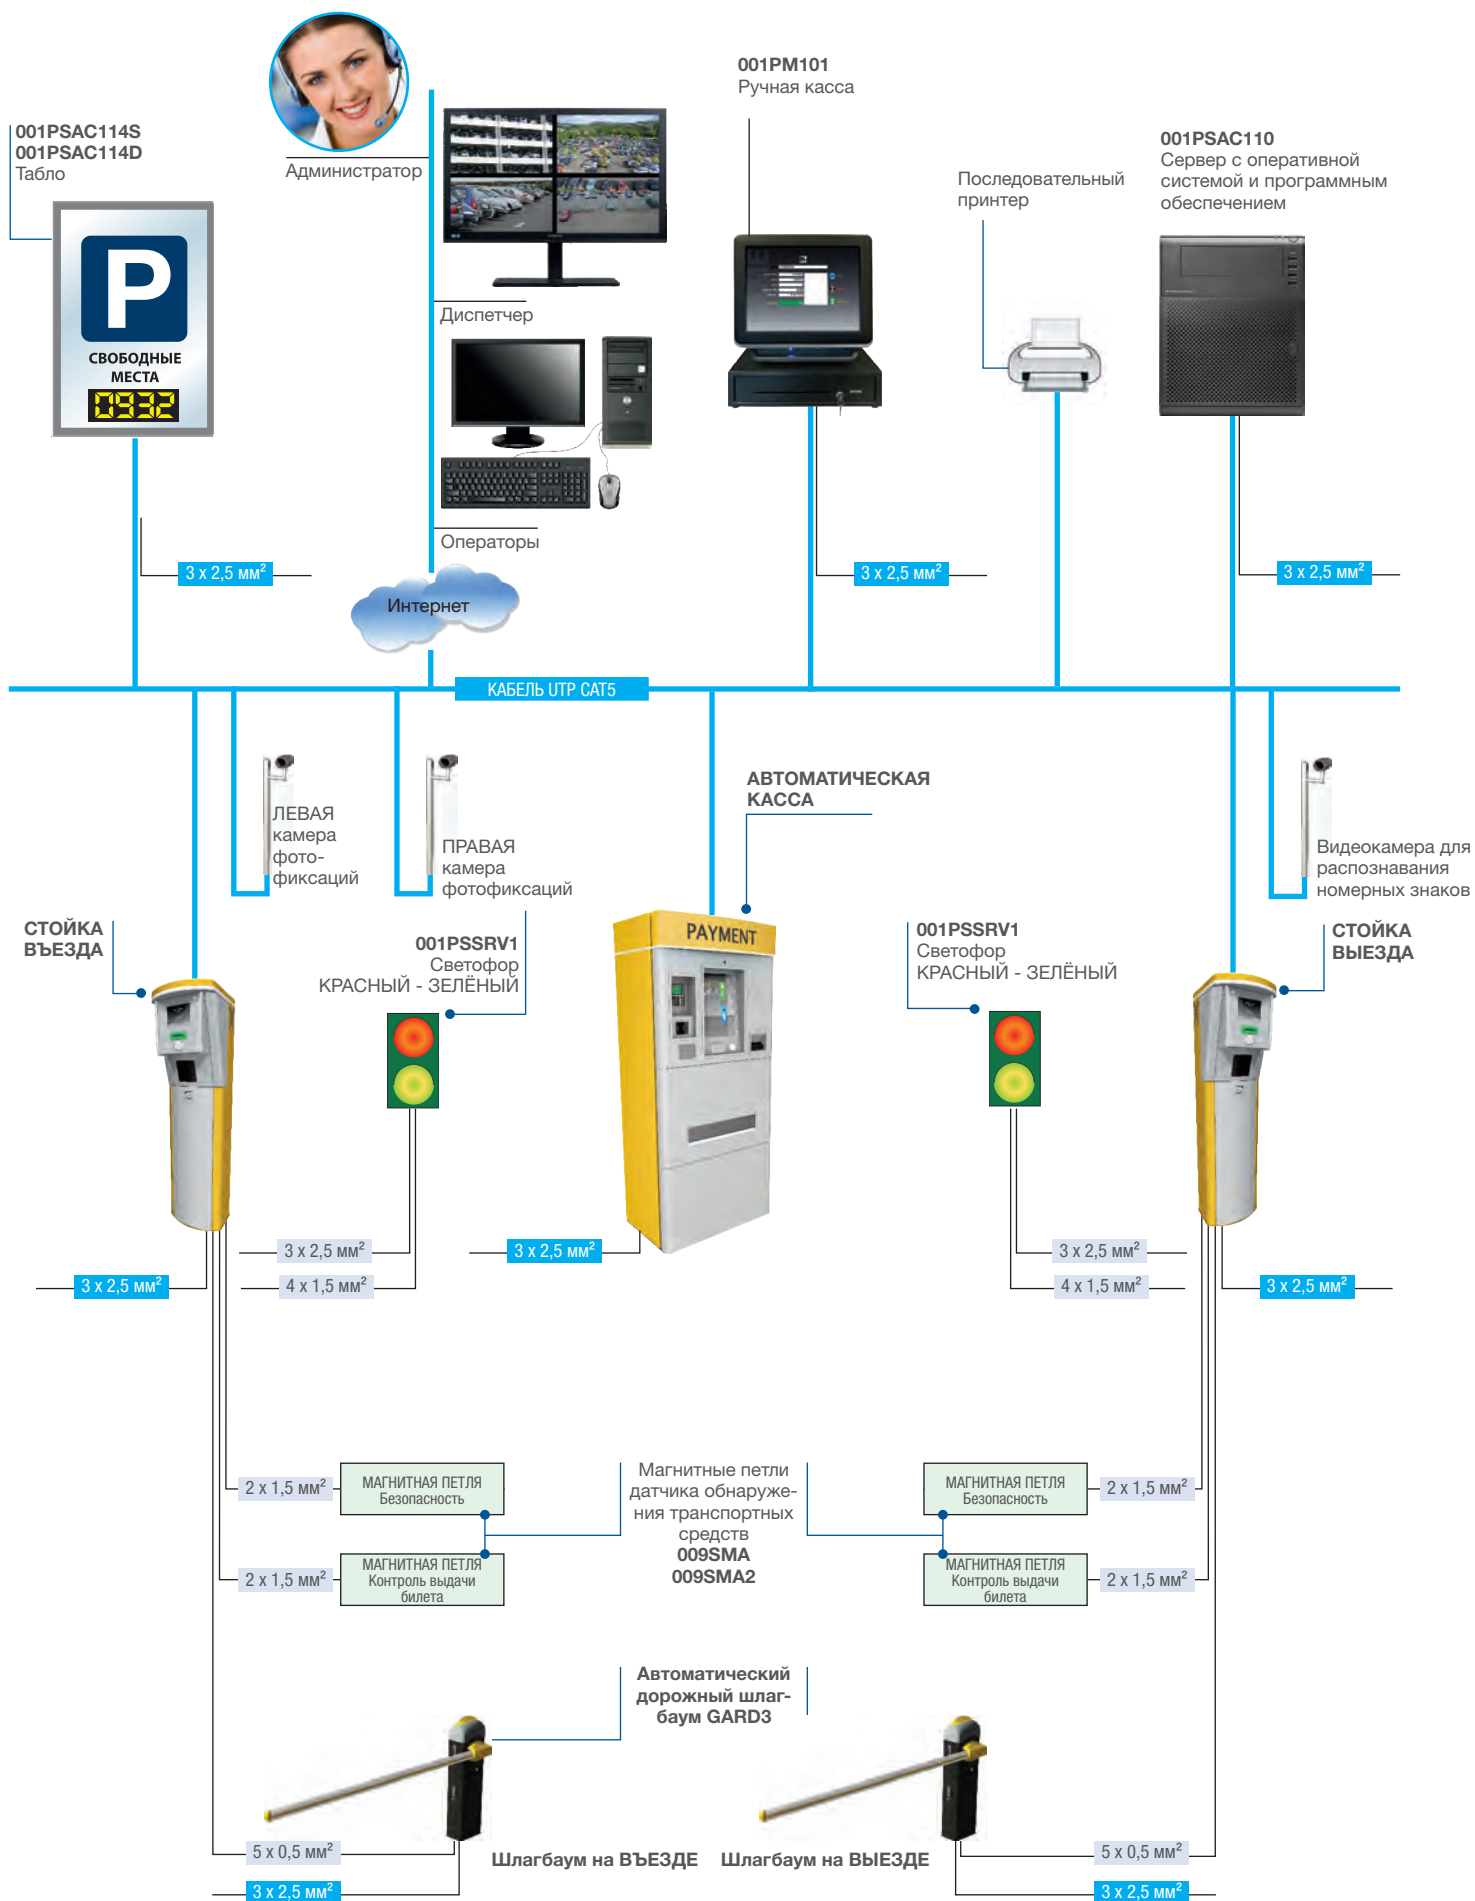 001PSAC114S
001PSAC114D
Табло
P
СВОБОДНЫЕ
МЕСТА
0932
Администратор
Диспетчер
Операторы
Интернет
001PM101
Ручная касса
Последовательный
принтер
001PSAC110
Сервер с оперативной
системой и программным
обеспечением
3 x 2,5 мм²
3 x 2,5 мм²
3 x 2,5 мм²
КАБЕЛЬ UTP CAT5
ЛЕВАЯ
камера
фото-
фиксаций
ПРАВАЯ
камера
фотофиксаций
АВТОМАТИЧЕСКАЯ
КАССА
Видеокамера для
распознавания
номерных знаков
СТОЙКА
ВЪЕЗДА
001PSSRV1
Светофор
КРАСНЫЙ - ЗЕЛЁНЫЙ
PAYMENT
001PSSRV1
Светофор
КРАСНЫЙ - ЗЕЛЁНЫЙ
СТОЙКА
ВЫЕЗДА
3 x 2,5 мм²
3 x 2,5 мм²
3 x 2,5 мм²
3 x 2,5 мм²
4 x 1,5 мм²
4 x 1,5 мм²
3 x 2,5 мм²
2 x 1,5 мм²
МАГНИТНАЯ ПЕТЛЯ
Безопасность
2 x 1,5 мм²
МАГНИТНАЯ ПЕТЛЯ
Контроль выдачи
билета
Магнитные петли
датчика обнаруже-
ния транспортных
средств
009SMA
009SMA2
МАГНИТНАЯ ПЕТЛЯ
Безопасность
2 x 1,5 мм²
МАГНИТНАЯ ПЕТЛЯ
Контроль выдачи
билета
2 x 1,5 мм²
Автоматический
дорожный шлаг-
баум GARD3
5 x 0,5 мм²
3 x 2,5 мм²
Шлагбаум на ВЪЕЗДЕ
Шлагбаум на ВЫЕЗДЕ
5 x 0,5 мм²
3 x 2,5 мм²